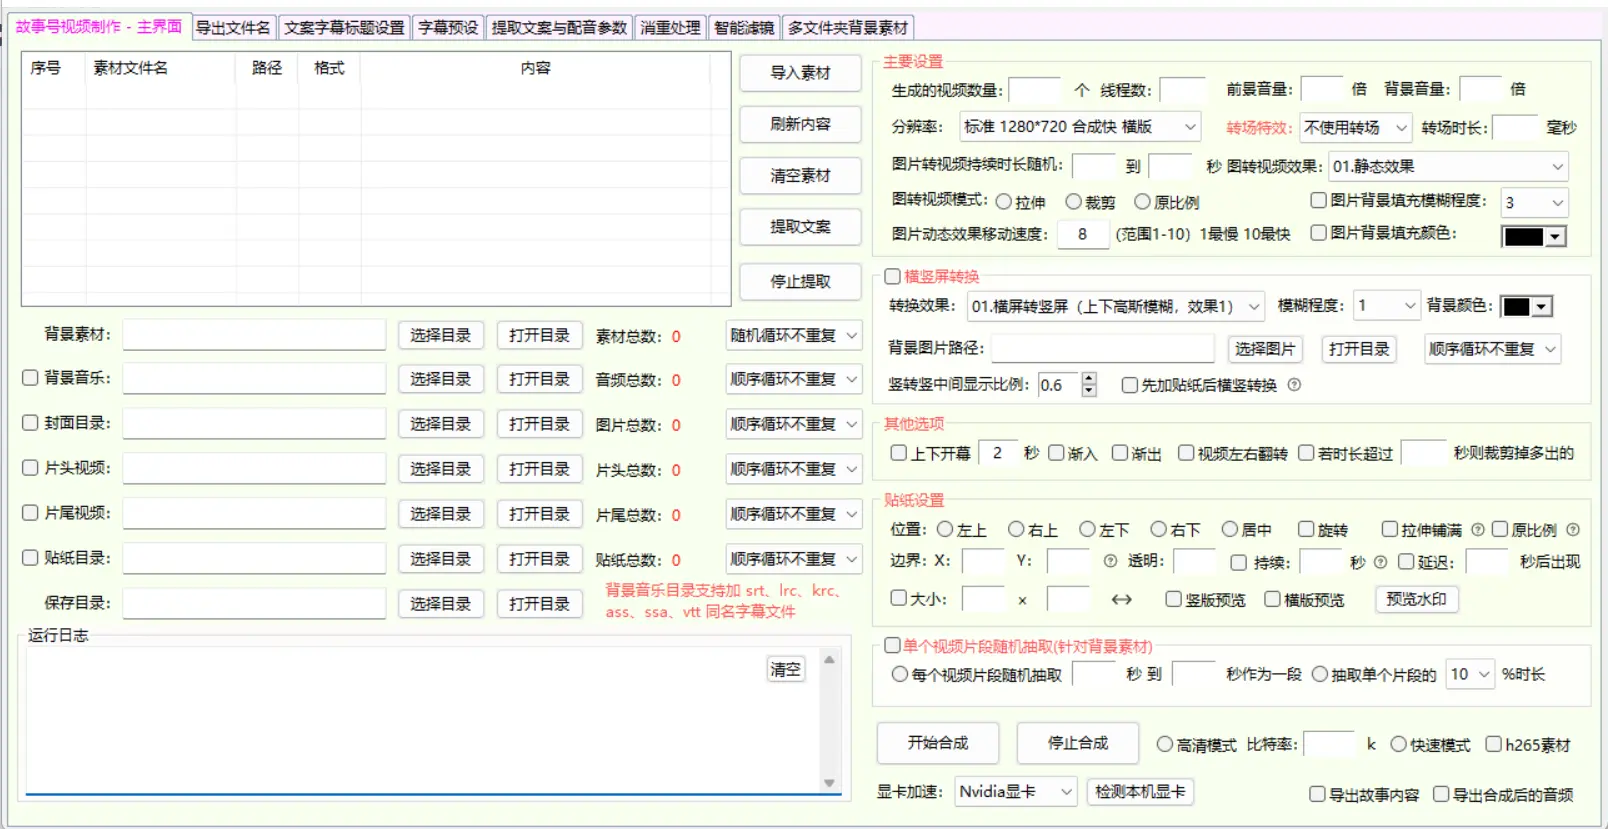 故事号视频制作 - 主界面 导出文件名 文案字幕标题设置 字幕预设 提取文案与配音参数 消重处理 智能滤镜 多文件夹背景素材
序号 素材文件名 路径 格式 内容
导入素材
刷新内容
清空素材
提取文案
停止提取
背景素材: 选择目录 打开目录 素材总数: 0 随机循环不重复
背景音乐: 选择目录 打开目录 音频总数: 0 顺序循环不重复
封面目录: 选择目录 打开目录 图片总数: 0 顺序循环不重复
片头视频: 选择目录 打开目录 片头总数: 0 顺序循环不重复
片尾视频: 选择目录 打开目录 片尾总数: 0 顺序循环不重复
贴纸目录: 选择目录 打开目录 贴纸总数: 0 顺序循环不重复
保存目录: 选择目录 打开目录
背景音乐目录支持加 srt、lrc、krc、
ass、ssa、vtt 同名字幕文件
运行日志
清空
主要设置
生成的视频数量: 个 线程数: 前景音量: 倍 背景音量: 倍
分辨率: 标准 1280*720 合成快 横版 转场特效: 不使用转场 转场时长: 毫秒
图片转视频持续时长随机: 到 秒 图转视频效果: 01.静态效果
图转视频模式: 拉伸 裁剪 原比例 图片背景填充模糊程度: 3
图片动态效果移动速度: 8 (范围1-10) 1最慢 10最快 图片背景填充颜色:
横竖屏转换
转换效果: 01.横屏转竖屏（上下高斯模糊，效果1） 模糊程度: 1 背景颜色:
背景图片路径: 选择图片 打开目录 顺序循环不重复
竖转竖中间显示比例: 0.6 先加贴纸后横竖转换 ?
其他选项
上下开幕 2 秒 渐入 渐出 视频左右翻转 若时长超过 秒则裁剪掉多出的
贴纸设置
位置: 左上 右上 左下 右下 居中 旋转 拉伸铺满 ? 原比例 ?
边界: X: Y: ? 透明: 持续: 秒 ? 延迟: 秒后出现
大小: x ↔ 竖版预览 横版预览 预览水印
单个视频片段随机抽取(针对背景素材)
每个视频片段随机抽取 秒 到 秒作为一段 抽取单个片段的 10 %时长
开始合成 停止合成 高清模式 比特率: k 快速模式 h265素材
显卡加速: Nvidia显卡 检测本机显卡 导出故事内容 导出合成后的音频